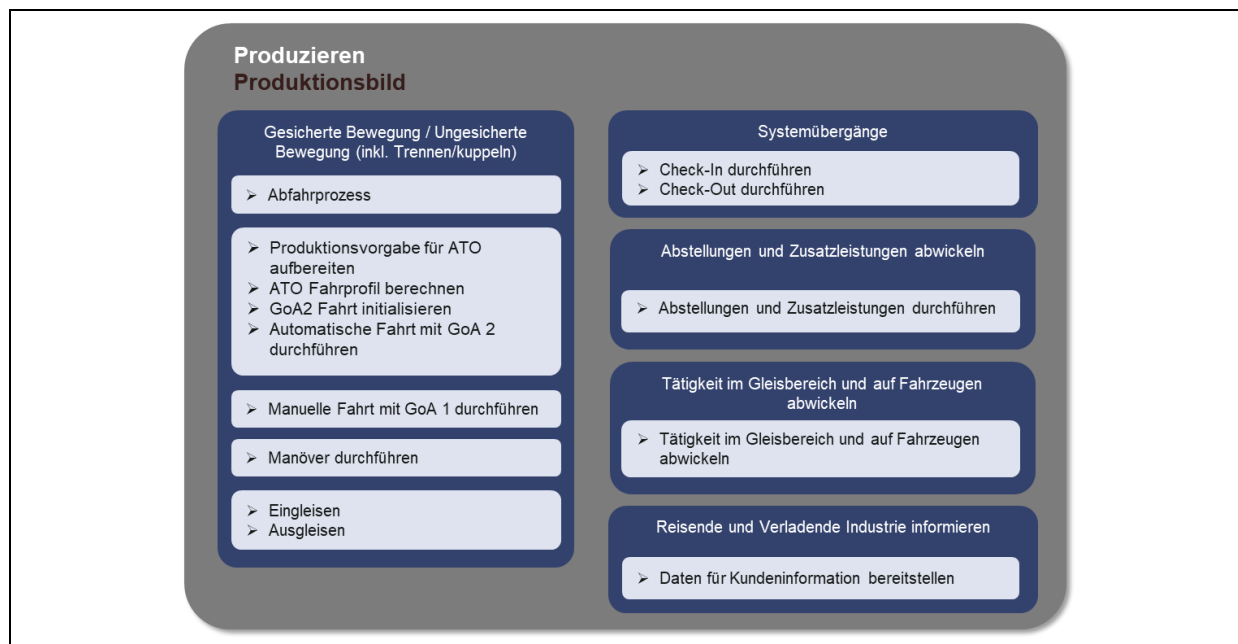 Produzieren
Produktionsbild
Gesicherte Bewegung / Ungesicherte
Bewegung (inkl. Trennen/kuppeln)
➢ Abfahrprozess
➢ Produktionsvorgabe für ATO
aufbereiten
➢ ATO Fahrprofil berechnen
➢ GoA2 Fahrt initialisieren
➢ Automatische Fahrt mit GoA 2
durchführen
➢ Manuelle Fahrt mit GoA 1 durchführen
➢ Manöver durchführen
➢ Eingleisen
➢ Ausgleisen
Systemübergänge
➢ Check-In durchführen
➢ Check-Out durchführen
Abstellungen und Zusatzleistungen abwickeln
➢ Abstellungen und Zusatzleistungen durchführen
Tätigkeit im Gleisbereich und auf Fahrzeugen
abwickeln
➢ Tätigkeit im Gleisbereich und auf Fahrzeugen
abwickeln
Reisende und Verladende Industrie informieren
➢ Daten für Kundeninformation bereitstellen